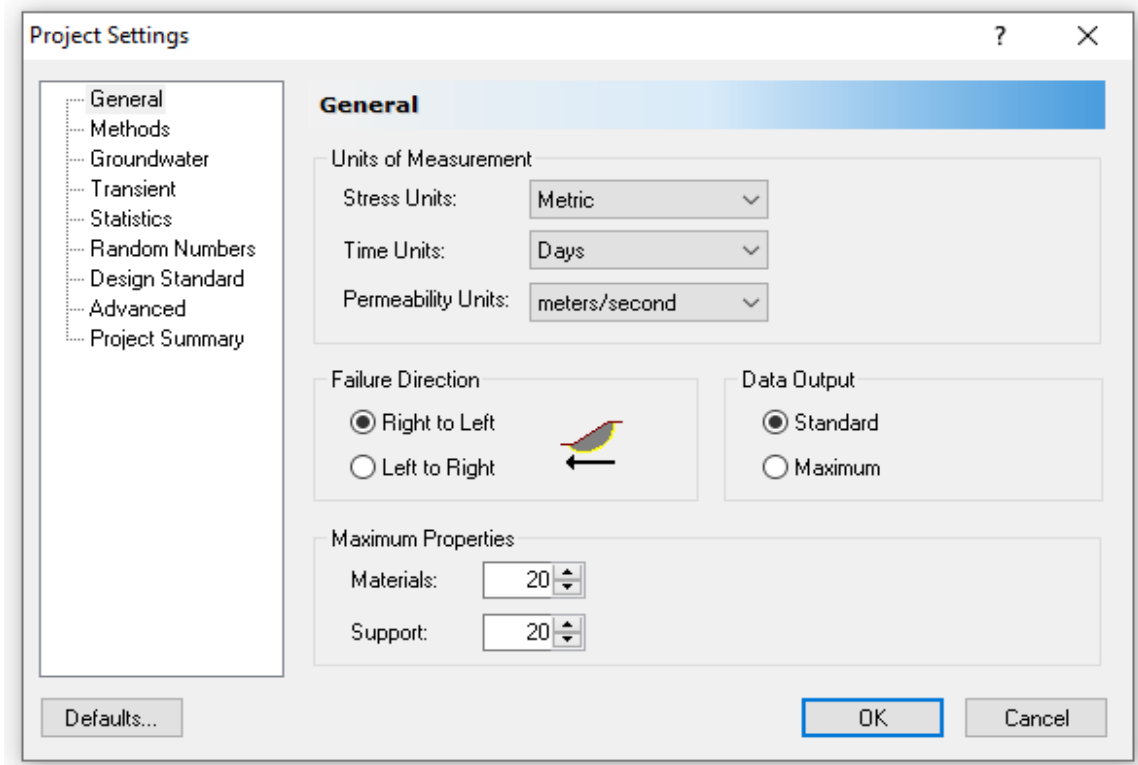 Project Settings
?
General
Methods
Groundwater
Transient
Statistics
Random Numbers
Design Standard
Advanced
Project Summary
General
Units of Measurement
Stress Units: Metric
Time Units: Days
Permeability Units: meters/second
Failure Direction
Right to Left
Left to Right
Data Output
Standard
Maximum
Maximum Properties
Materials: 20
Support: 20
Defaults... OK Cancel